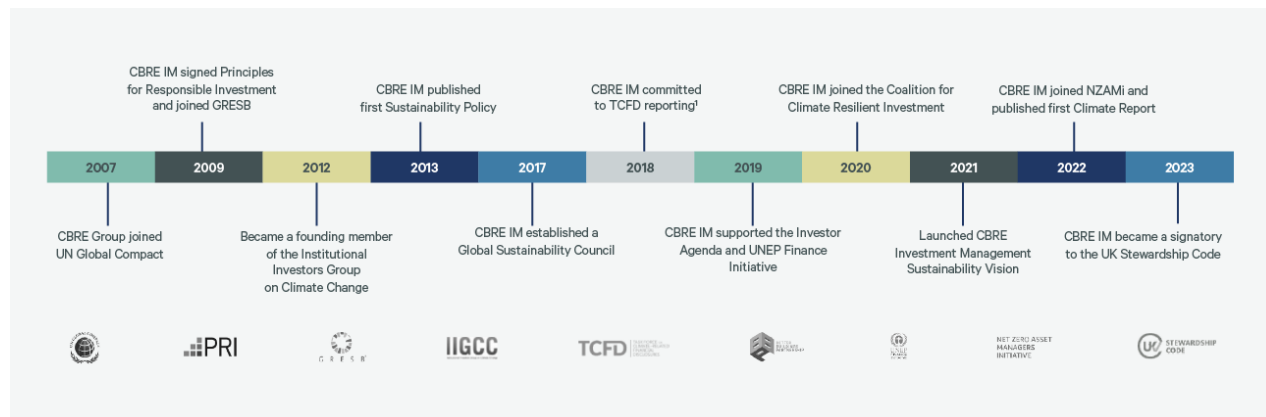 CBRE IM signed Principles
for Responsible Investment
and joined GRESB
CBRE IM published
first Sustainability Policy
CBRE IM committed
to TCFD reporting¹
CBRE IM joined the Coalition for
Climate Resilient Investment
CBRE IM joined NZAMi and
published first Climate Report
2007
2009
2012
2013
2017
2018
2019
2020
2021
2022
2023
CBRE Group joined
UN Global Compact
Became a founding member
of the Institutional
Investors Group
on Climate Change
CBRE IM established a
Global Sustainability Council
CBRE IM supported the Investor
Agenda and UNEP Finance
Initiative
Launched CBRE
Investment Management
Sustainability Vision
CBRE IM became a signatory
to the UK Stewardship Code
PRI
G R E S B
IIGCC
TCFD
NET ZERO ASSET
MANAGERS
INITIATIVE
UK STEWARDSHIP
CODE